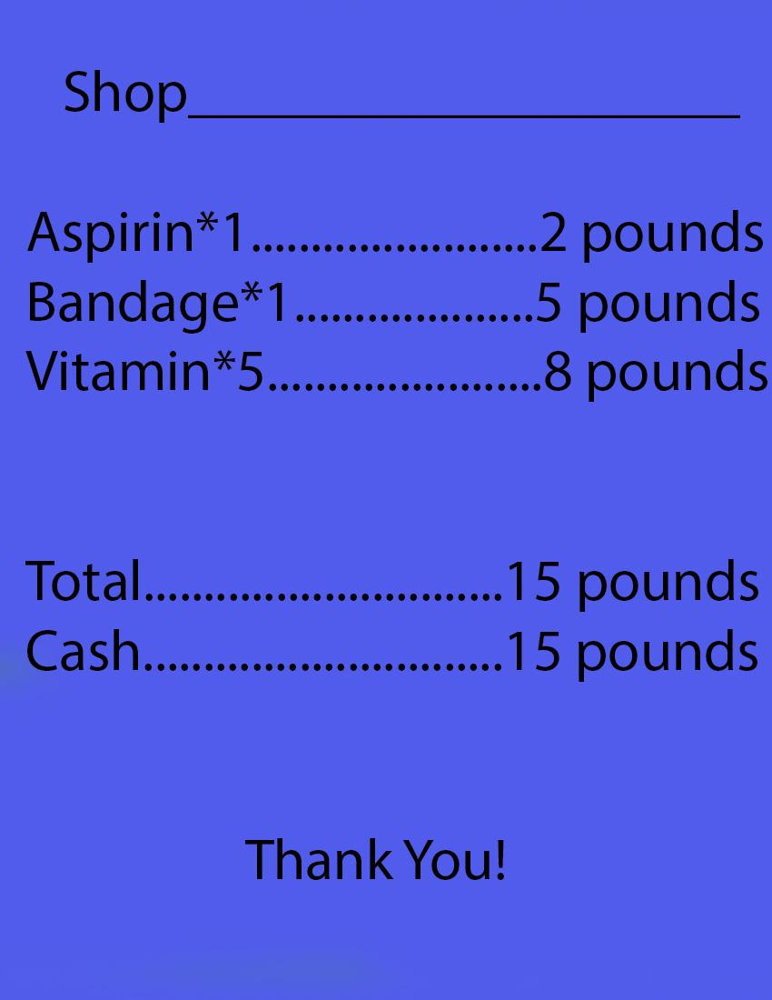 Shop______________________
Aspirin*1........................2 pounds
Bandage*1....................5 pounds
Vitamin*5.......................8 pounds
Total..............................15 pounds
Cash..............................15 pounds
Thank You!